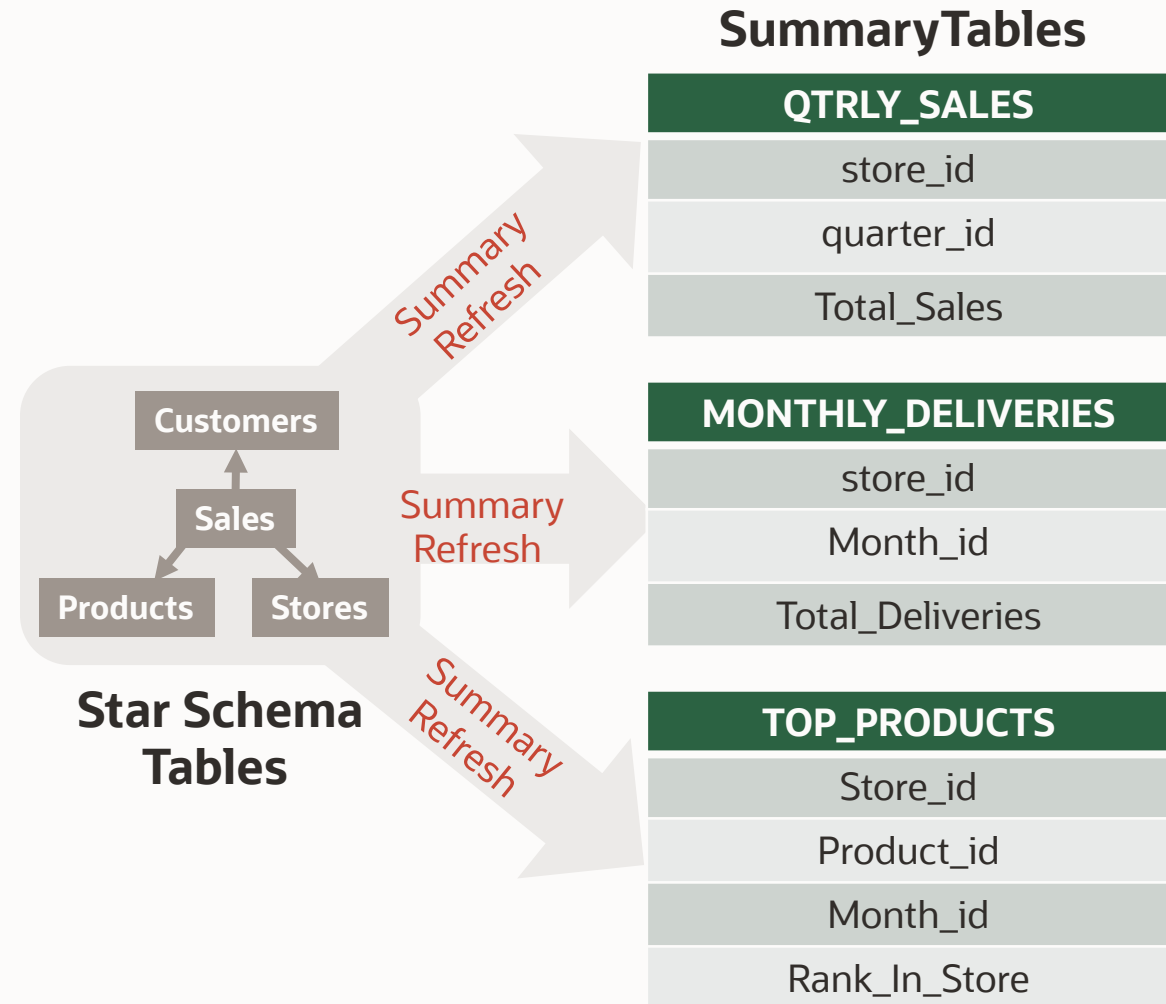 SummaryTables
QTRLY_SALES
store_id
quarter_id
Total_Sales
MONTHLY_DELIVERIES
store_id
Month_id
Total_Deliveries
TOP_PRODUCTS
Store_id
Product_id
Month_id
Rank_In_Store
Summary
Refresh
Summary
Refresh
Summary
Refresh
Customers
Sales
Products
Stores
Star Schema
Tables